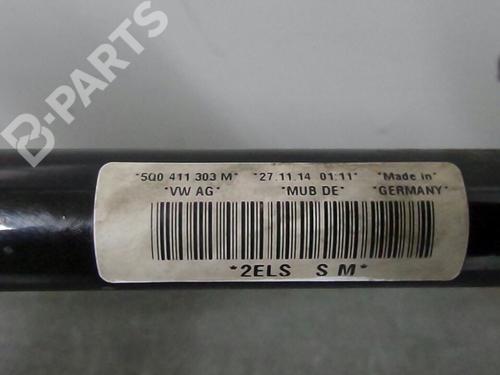 B-PARTS
*5Q0 411 303 M* *27.11.14 01:11* *Made in*
*VW AG* *MUB DE* *GERMANY*
*2ELS S M*